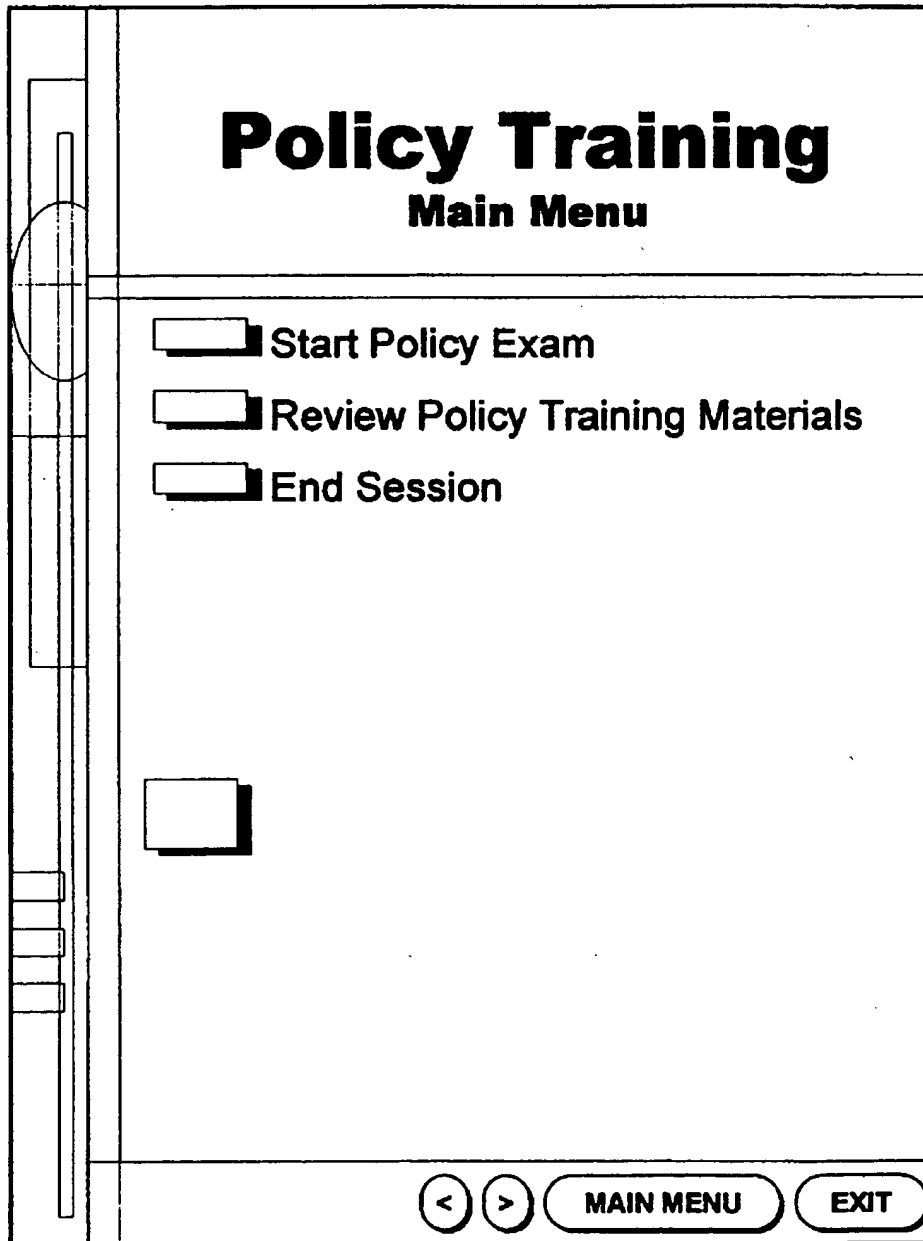 Policy Training
Main Menu
Start Policy Exam
Review Policy Training Materials
End Session
< > MAIN MENU EXIT